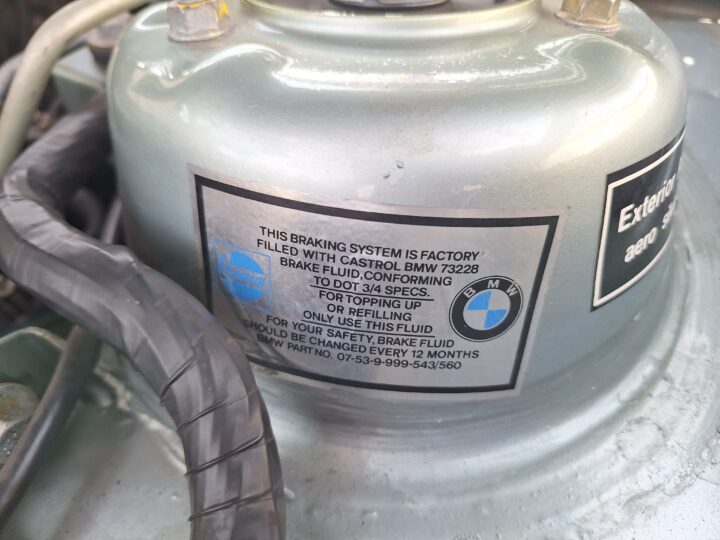 THIS BRAKING SYSTEM IS FACTORY
FILLED WITH CASTROL BMW 73228
BRAKE FLUID,CONFORMING
TO DOT 3/4 SPECS.
FOR TOPPING UP
OR REFILLING
ONLY USE THIS FLUID
FOR YOUR SAFETY, BRAKE FLUID
SHOULD BE CHANGED EVERY 12 MONTHS
BMW PART NO. 07-53-9-999-543/560
Castrol
BMW
Exterior
aero